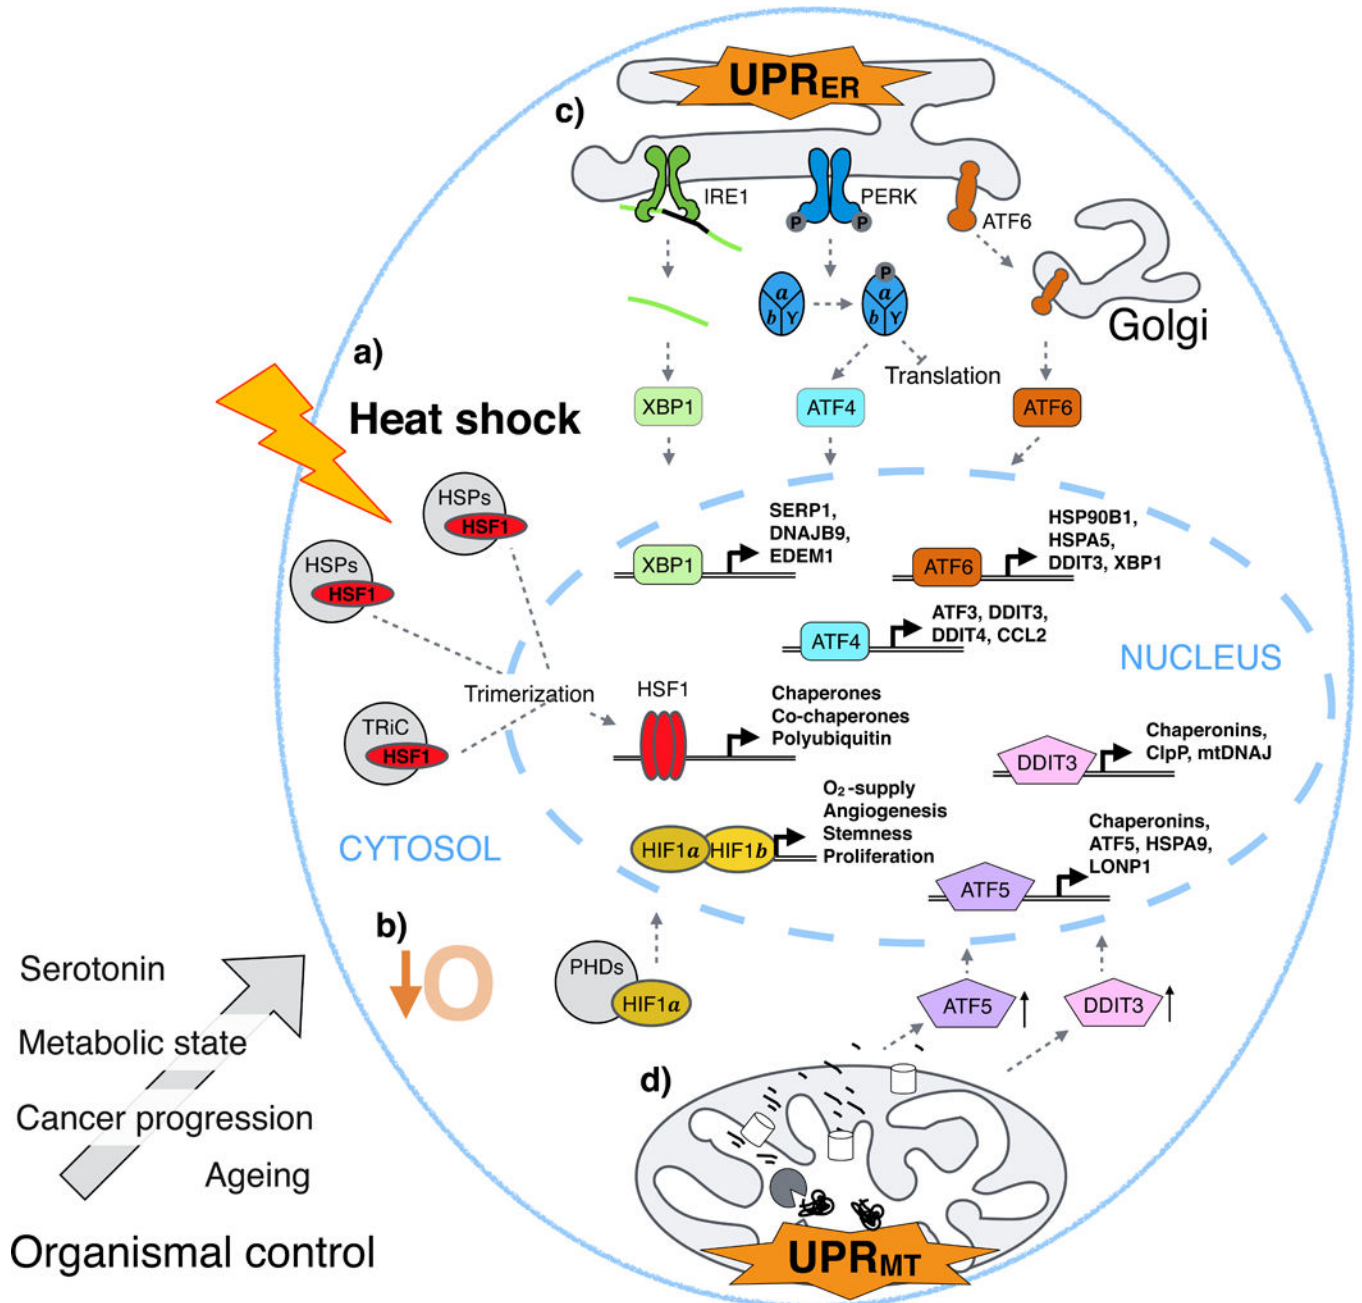 UPRER
c)
IRE1
PERK
ATF6
P
P
P
a
b
Y
a
b
Y
Golgi
Translation
a)
Heat shock
XBP1
ATF4
ATF6
HSPs
HSF1
HSPs
HSF1
TRiC
HSF1
Trimerization
XBP1
SERP1,
DNAJB9,
EDEM1
ATF6
HSP90B1,
HSPA5,
DDIT3, XBP1
ATF4
ATF3, DDIT3,
DDIT4, CCL2
NUCLEUS
HSF1
Chaperones
Co-chaperones
Polyubiquitin
DDIT3
Chaperonins,
ClpP, mtDNAJ
HIF1a
HIF1b
O₂-supply
Angiogenesis
Stemness
Proliferation
ATF5
Chaperonins,
ATF5, HSPA9,
LONP1
CYTOSOL
b)
O
PHDs
HIF1a
ATF5
DDIT3
d)
UPRMT
Serotonin
Metabolic state
Cancer progression
Ageing
Organismal control